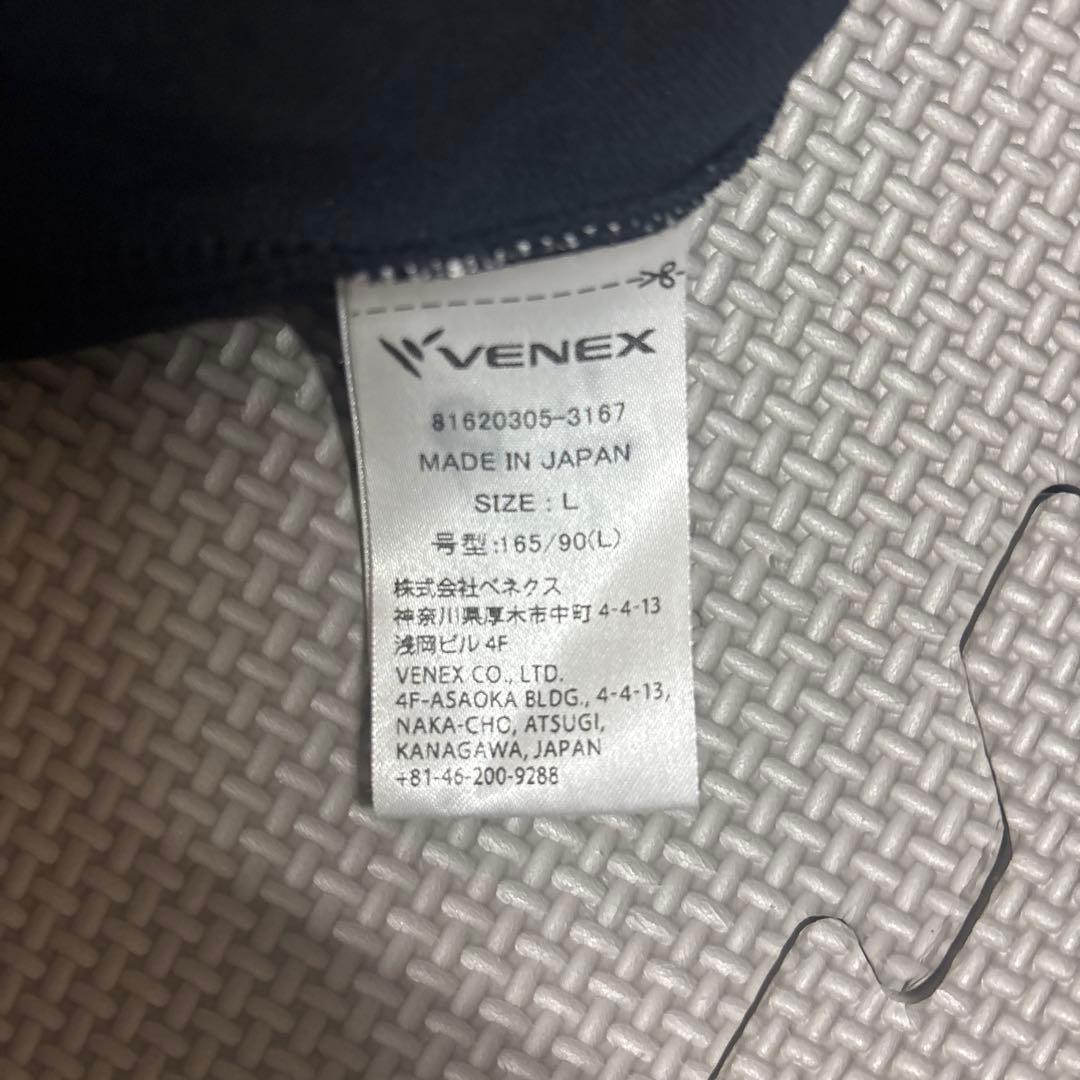 VENEX
81620305-3167
MADE IN JAPAN
SIZE : L
号型:165/90(L)
株式会社ベネクス
神奈川県厚木市中町 4-4-13
浅岡ビル 4F
VENEX CO., LTD.
4F-ASAOKA BLDG., 4-4-13,
NAKA-CHO, ATSUGI,
KANAGAWA, JAPAN
+81-46-200-9288